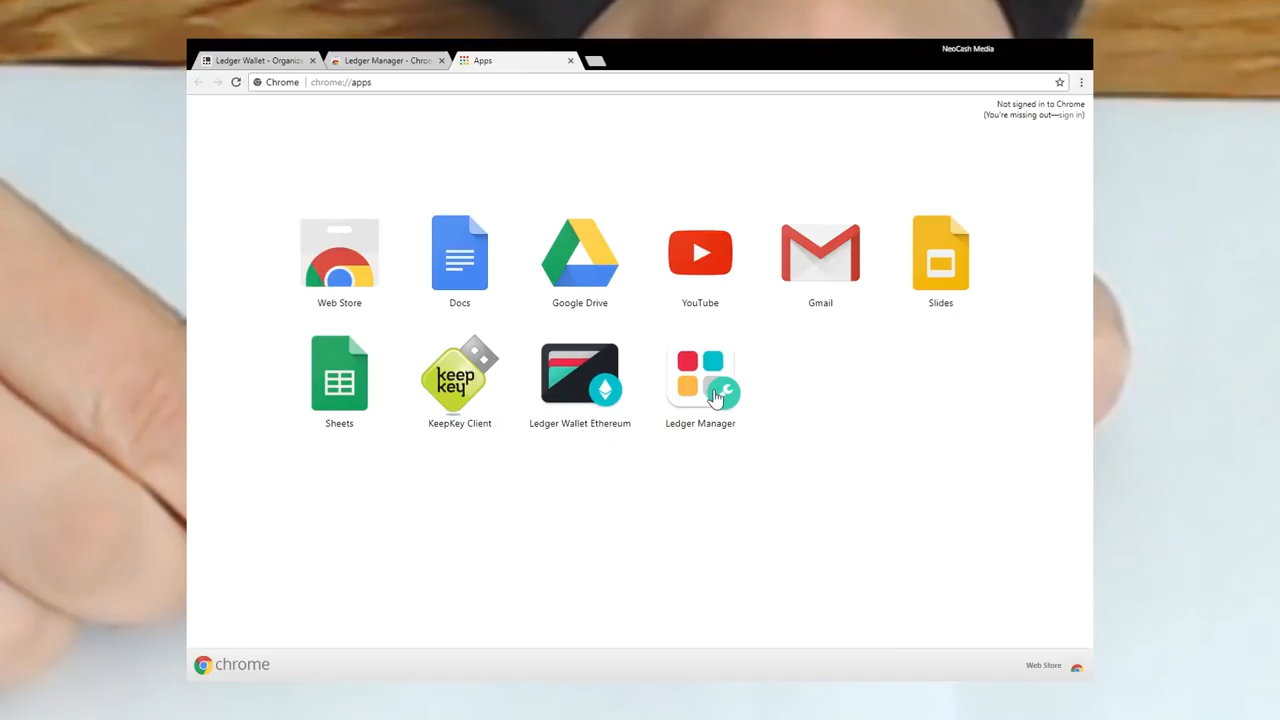 NeoCash Media
Ledger Wallet - Organize
Ledger Manager - Chron
Apps
Chrome
chrome://apps
Not signed in to Chrome
(You're missing out—sign in)
Web Store
Docs
Google Drive
YouTube
Gmail
Slides
keep
key
Sheets
KeepKey Client
Ledger Wallet Ethereum
Ledger Manager
chrome
Web Store